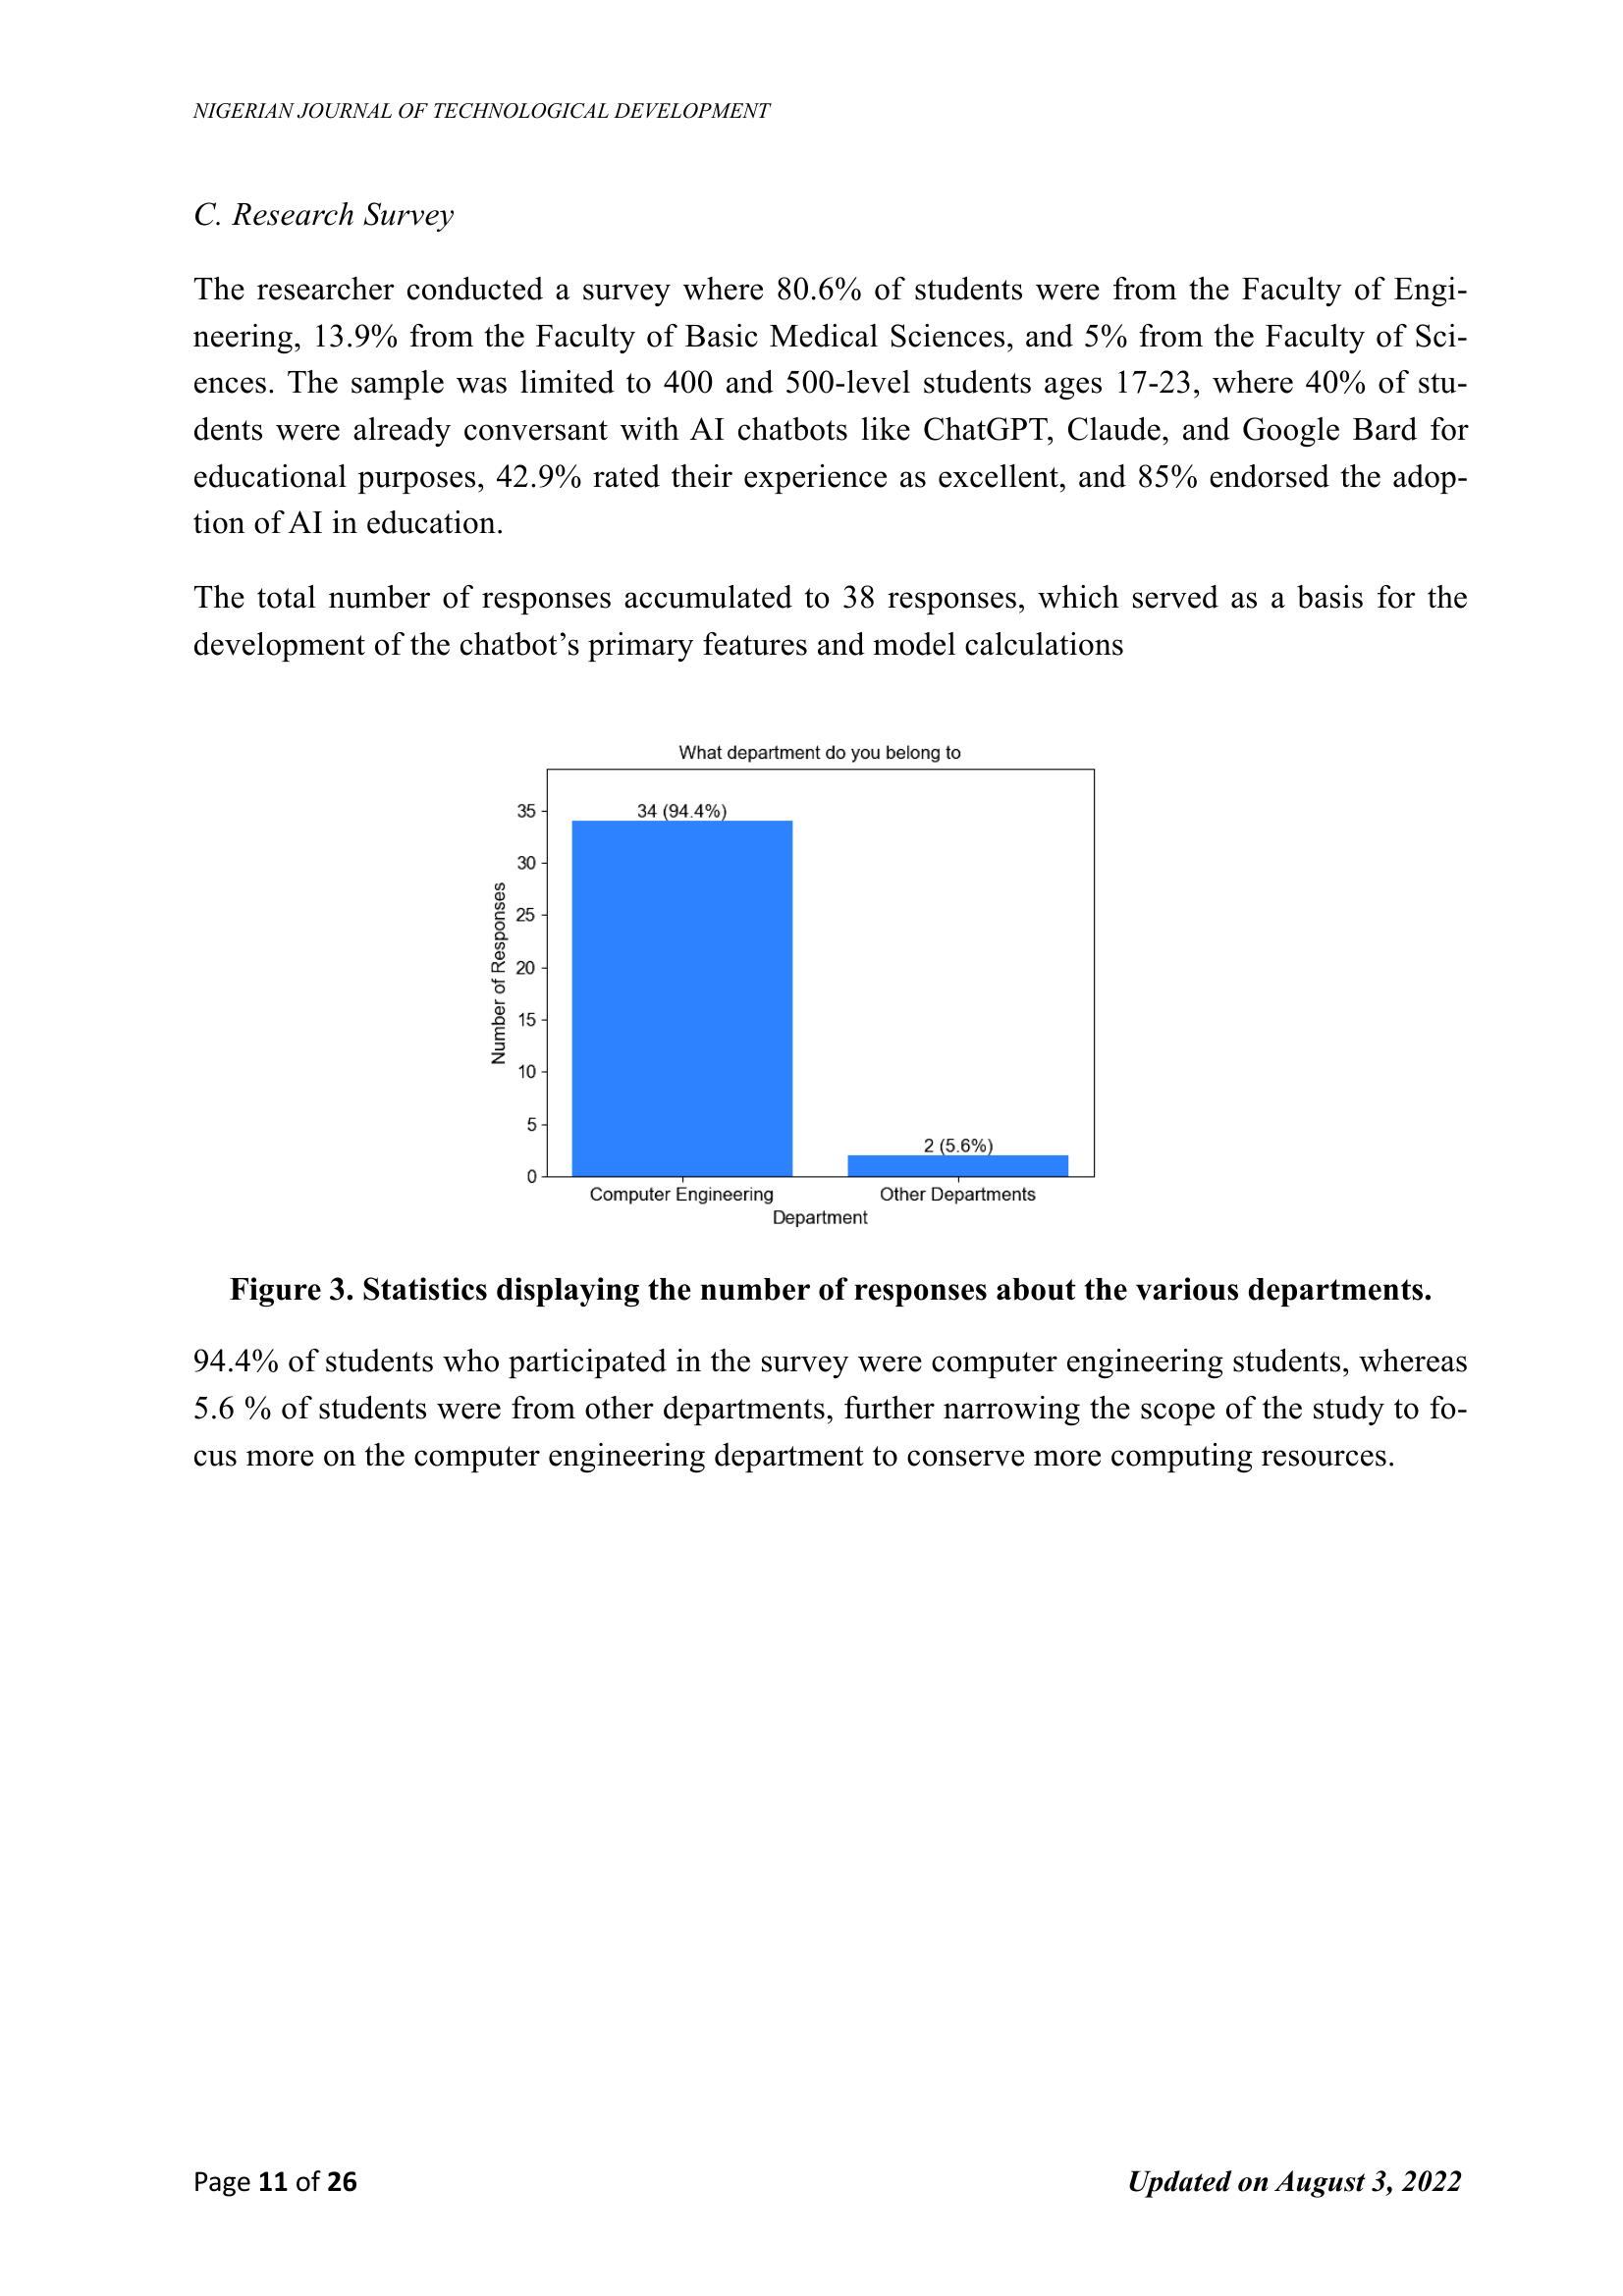 NIGERIAN JOURNAL OF TECHNOLOGICAL DEVELOPMENT
C. Research Survey
The researcher conducted a survey where 80.6% of students were from the Faculty of Engi-
neering, 13.9% from the Faculty of Basic Medical Sciences, and 5% from the Faculty of Sci-
ences. The sample was limited to 400 and 500-level students ages 17-23, where 40% of stu-
dents were already conversant with AI chatbots like ChatGPT, Claude, and Google Bard for
educational purposes, 42.9% rated their experience as excellent, and 85% endorsed the adop-
tion of AI in education.
The total number of responses accumulated to 38 responses, which served as a basis for the
development of the chatbot’s primary features and model calculations
What department do you belong to
Number of Responses
35
30
25
20
15
10
5
0
34 (94.4%)
2 (5.6%)
Computer Engineering
Other Departments
Department
Figure 3. Statistics displaying the number of responses about the various departments.
94.4% of students who participated in the survey were computer engineering students, whereas
5.6 % of students were from other departments, further narrowing the scope of the study to fo-
cus more on the computer engineering department to conserve more computing resources.
Page 11 of 26
Updated on August 3, 2022